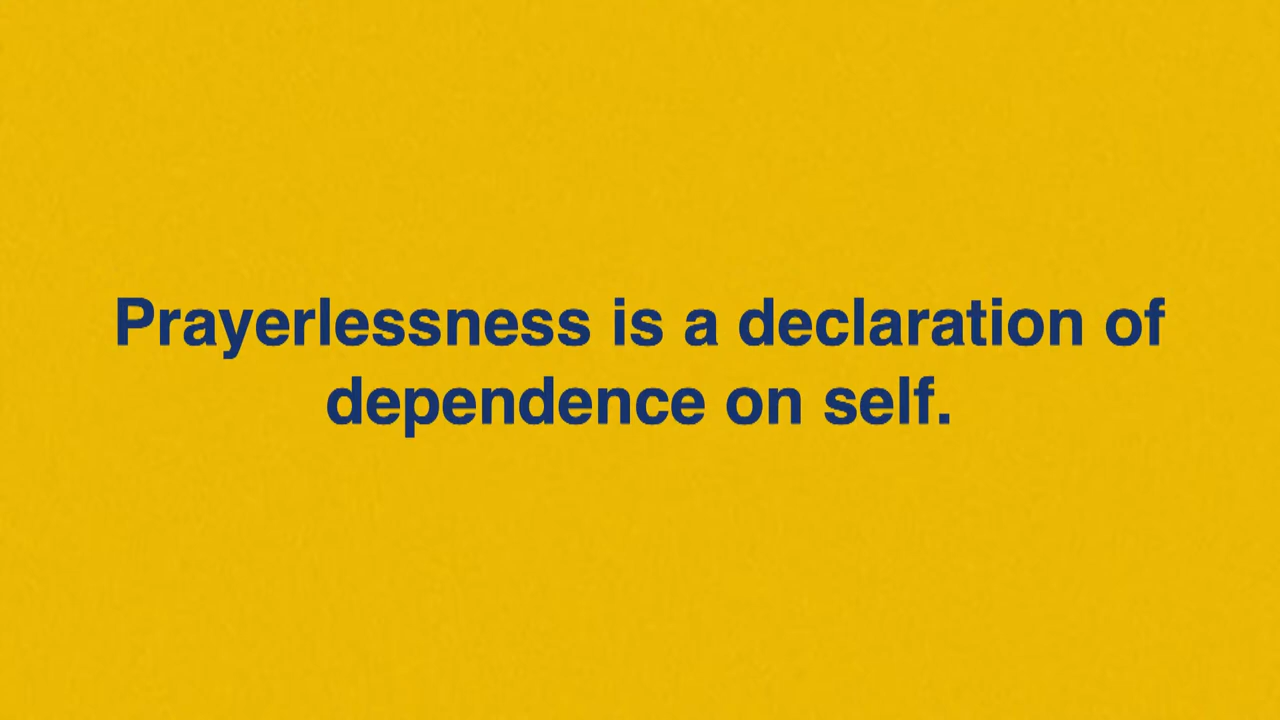 Prayerlessness is a declaration of
dependence on self.